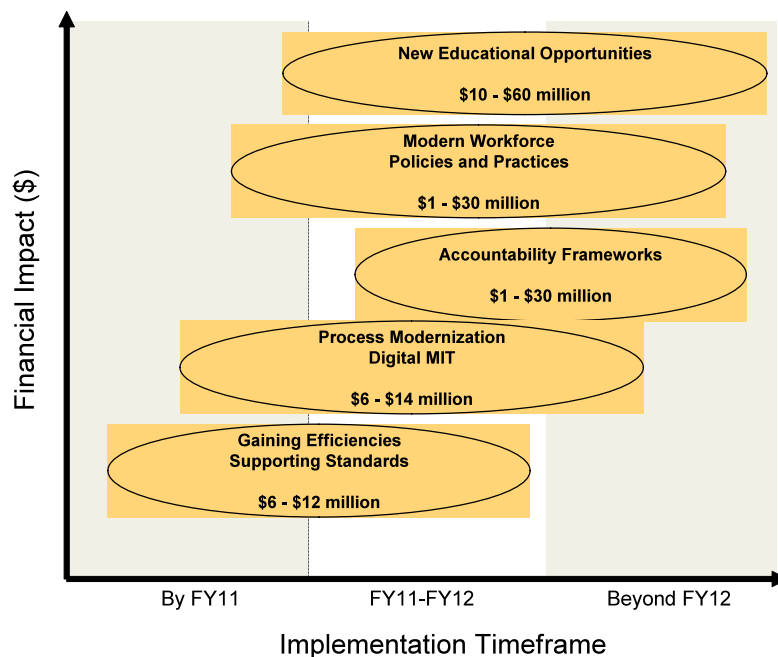 New Educational Opportunities
$10 - $60 million
Modern Workforce
Policies and Practices
$1 - $30 million
Accountability Frameworks
$1 - $30 million
Process Modernization
Digital MIT
$6 - $14 million
Gaining Efficiencies
Supporting Standards
$6 - $12 million
Financial Impact ($)
By FY11
FY11-FY12
Beyond FY12
Implementation Timeframe